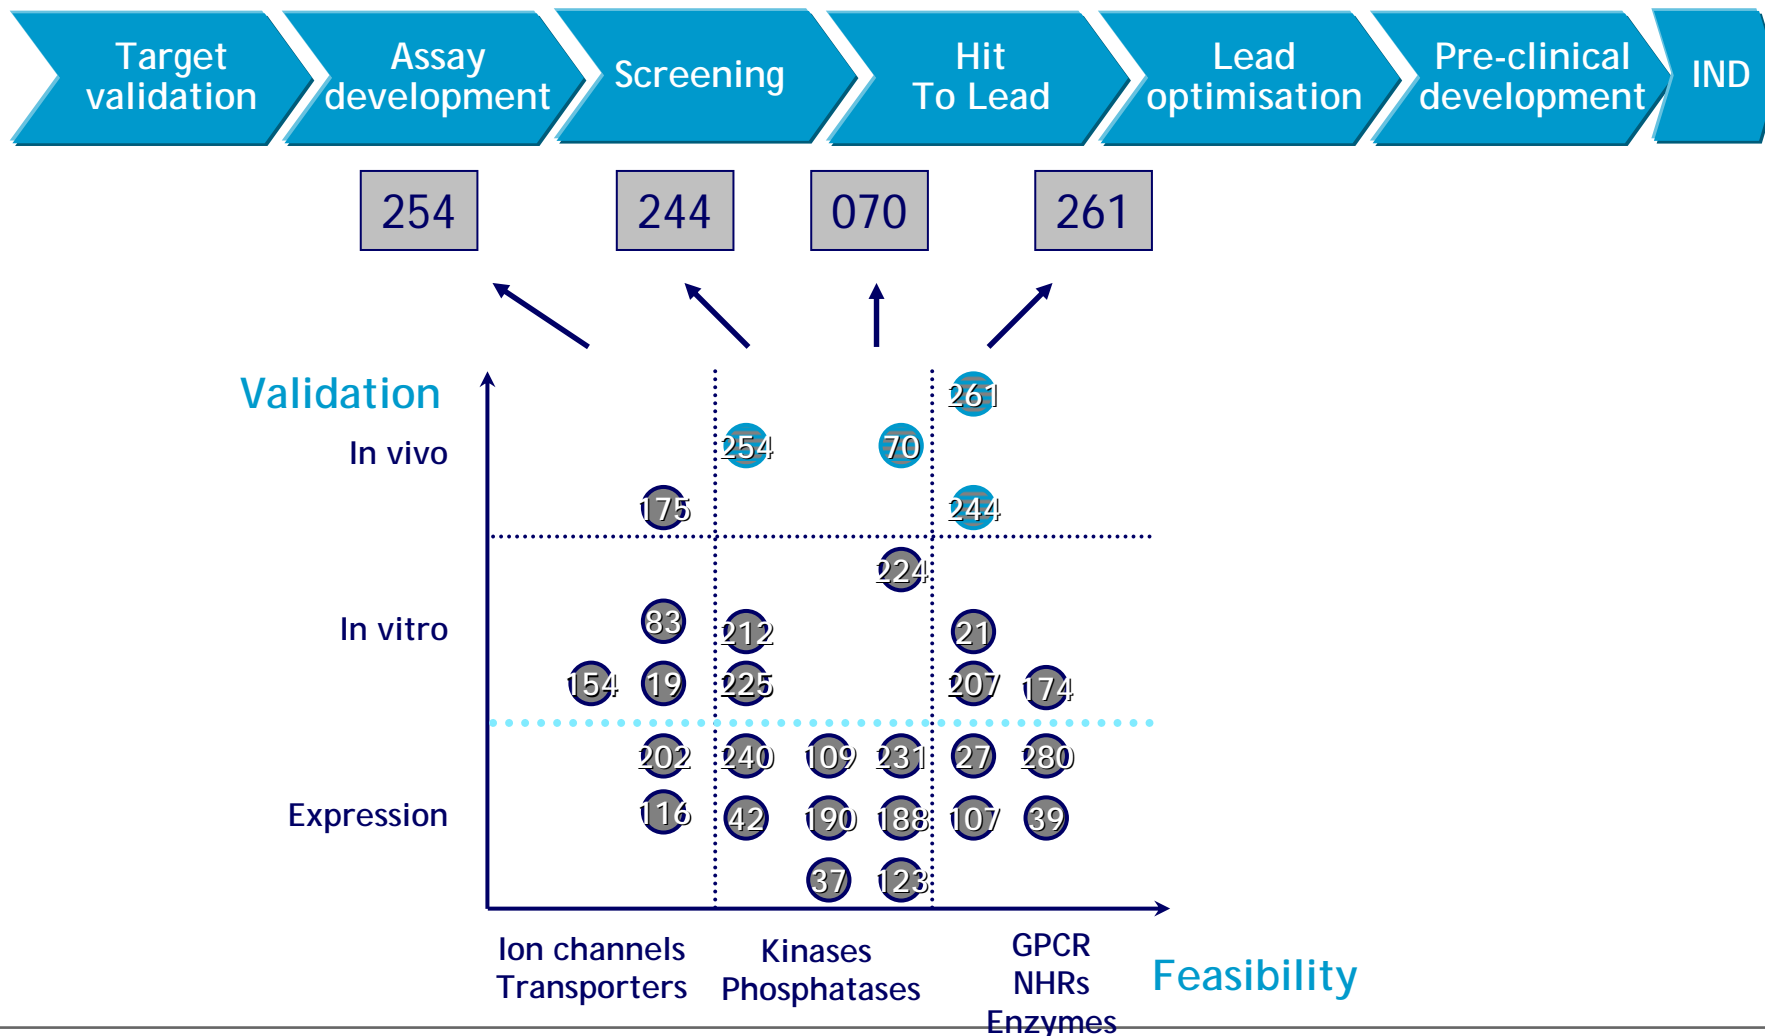 Target
validation
Assay
development
Screening
Hit
To Lead
Lead
optimisation
Pre-clinical
development
IND
254
244
070
261
Validation
In vivo
In vitro
Expression
261
254
70
175
244
224
83
212
21
154
19
225
207
174
202
240
109
231
27
280
116
42
190
188
107
39
37
123
Ion channels
Transporters
Kinases
Phosphatases
GPCR
NHRs
Enzymes
Feasibility